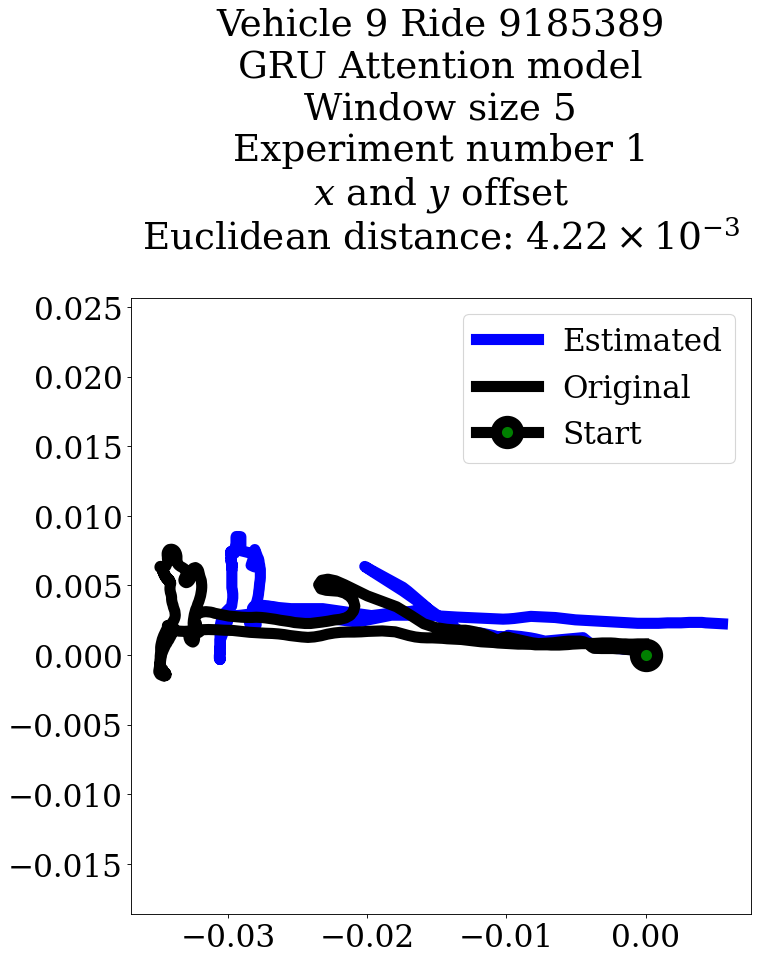 Vehicle 9 Ride 9185389
GRU Attention model
Window size 5
Experiment number 1
x and y offset
Euclidean distance: 4.22 × 10⁻³
Estimated
Original
Start
0.025
0.020
0.015
0.010
0.005
0.000
−0.005
−0.010
−0.015
−0.03 −0.02 −0.01 0.00